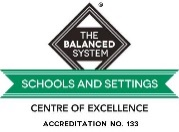 ®
THE
BALANCED
SYSTEM
SCHOOLS AND SETTINGS
CENTRE OF EXCELLENCE
ACCREDITATION NO. 133